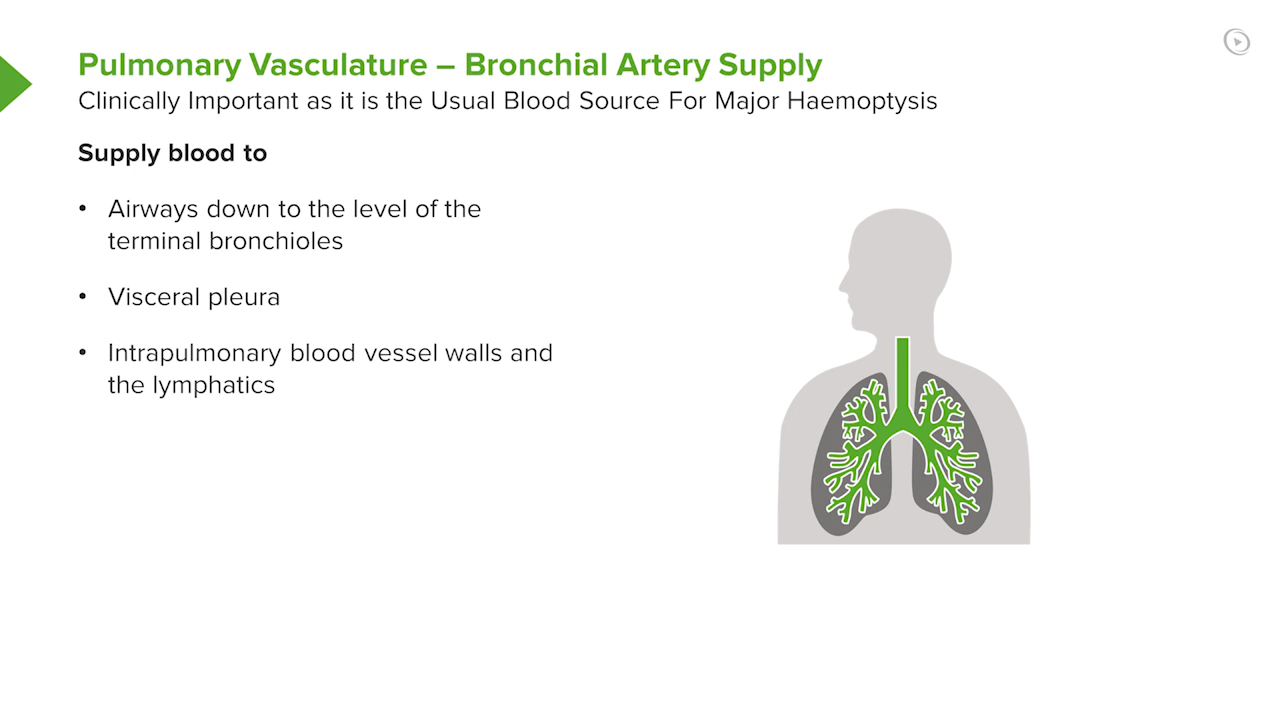 Pulmonary Vasculature – Bronchial Artery Supply
Clinically Important as it is the Usual Blood Source For Major Haemoptysis
Supply blood to
• Airways down to the level of the
terminal bronchioles
• Visceral pleura
• Intrapulmonary blood vessel walls and
the lymphatics